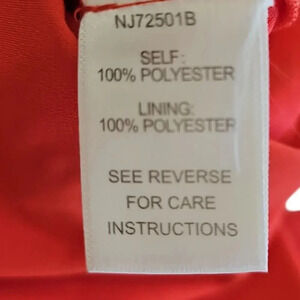 NJ72501B
SELF:
100% POLYESTER
LINING:
100% POLYESTER
SEE REVERSE
FOR CARE
INSTRUCTIONS